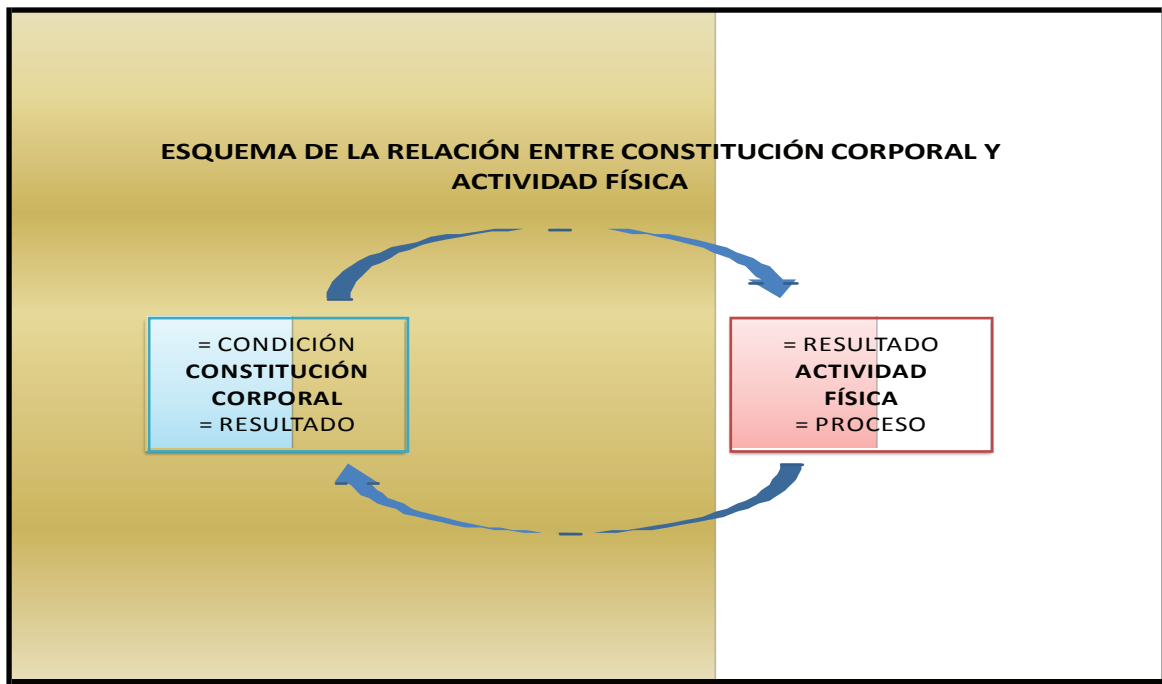 ESQUEMA DE LA RELACIÓN ENTRE CONSTITUCIÓN CORPORAL Y
ACTIVIDAD FÍSICA
= CONDICIÓN
CONSTITUCIÓN
CORPORAL
= RESULTADO
= RESULTADO
ACTIVIDAD
FÍSICA
= PROCESO